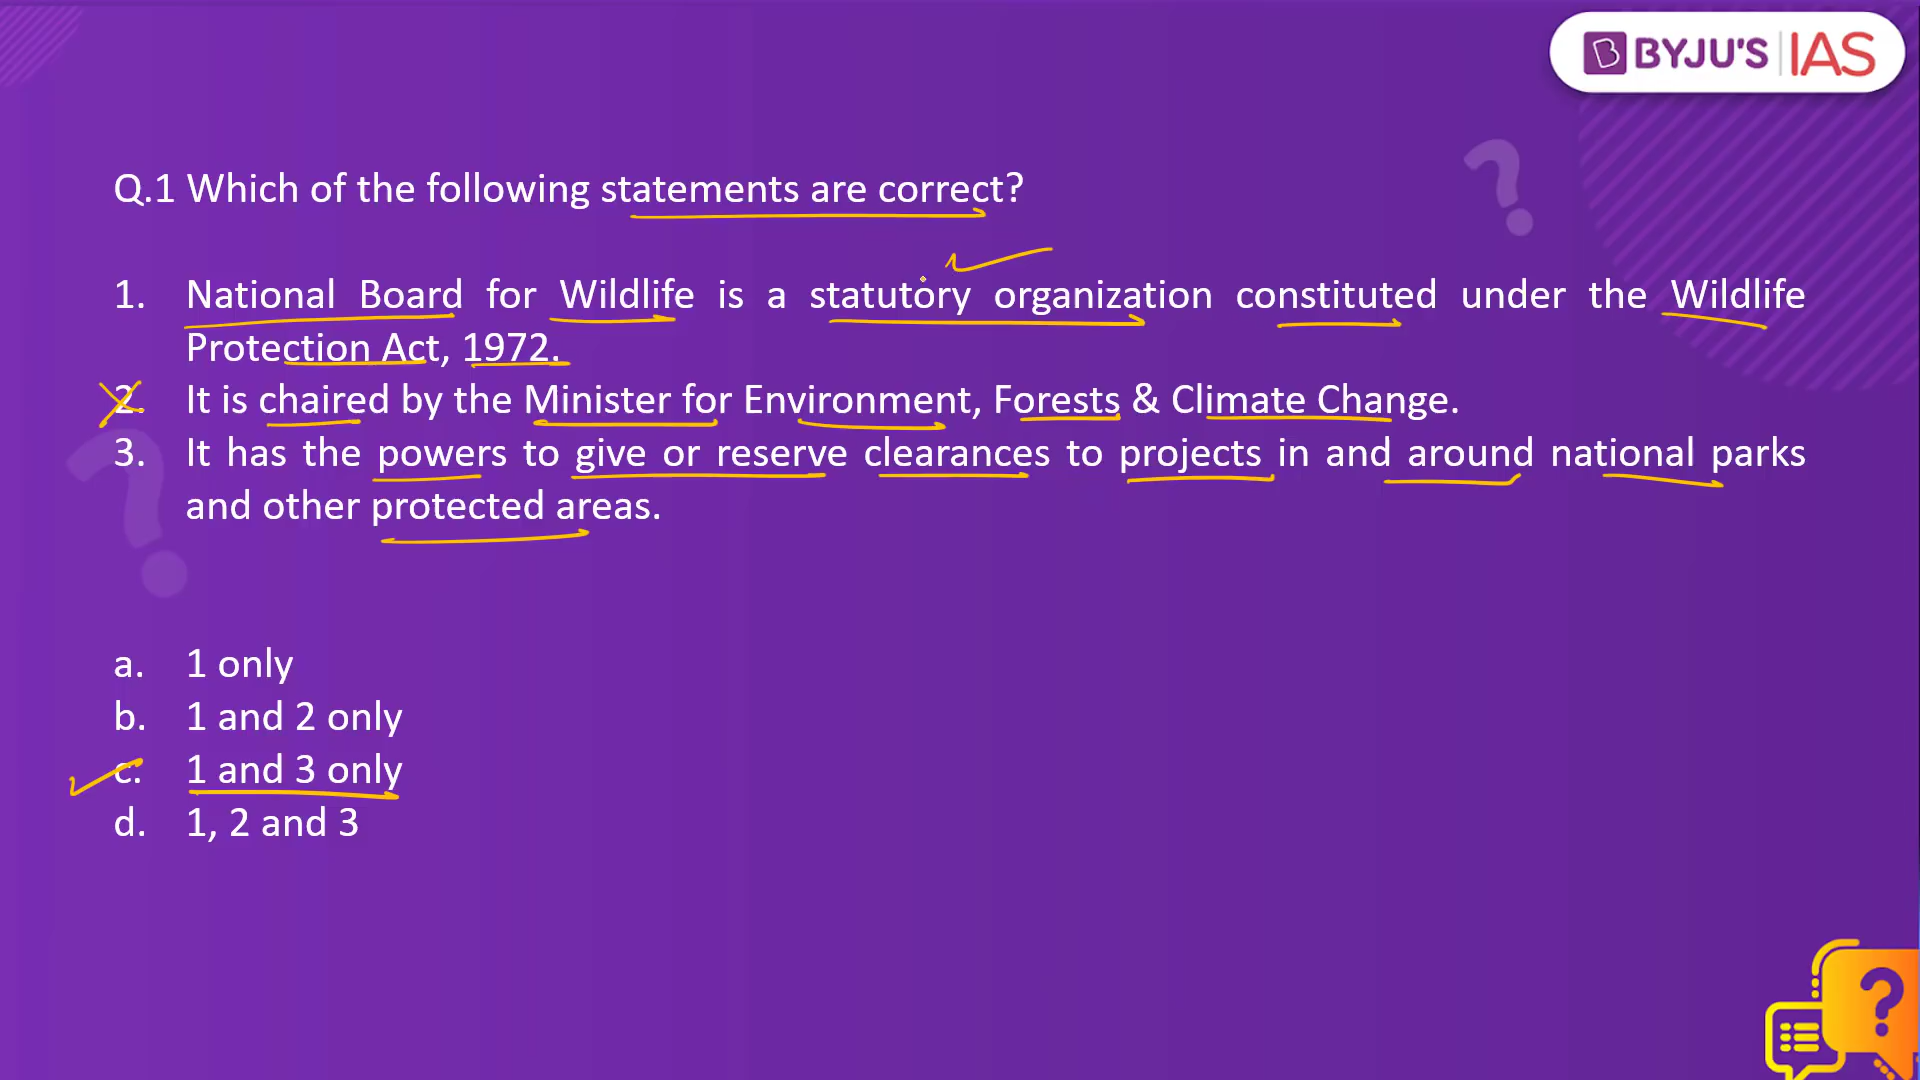 BYJU'S IAS
Q.1 Which of the following statements are correct?
1. National Board for Wildlife is a statutory organization constituted under the Wildlife
Protection Act, 1972.
2. It is chaired by the Minister for Environment, Forests & Climate Change.
3. It has the powers to give or reserve clearances to projects in and around national parks
and other protected areas.
a. 1 only
b. 1 and 2 only
c. 1 and 3 only
d. 1, 2 and 3